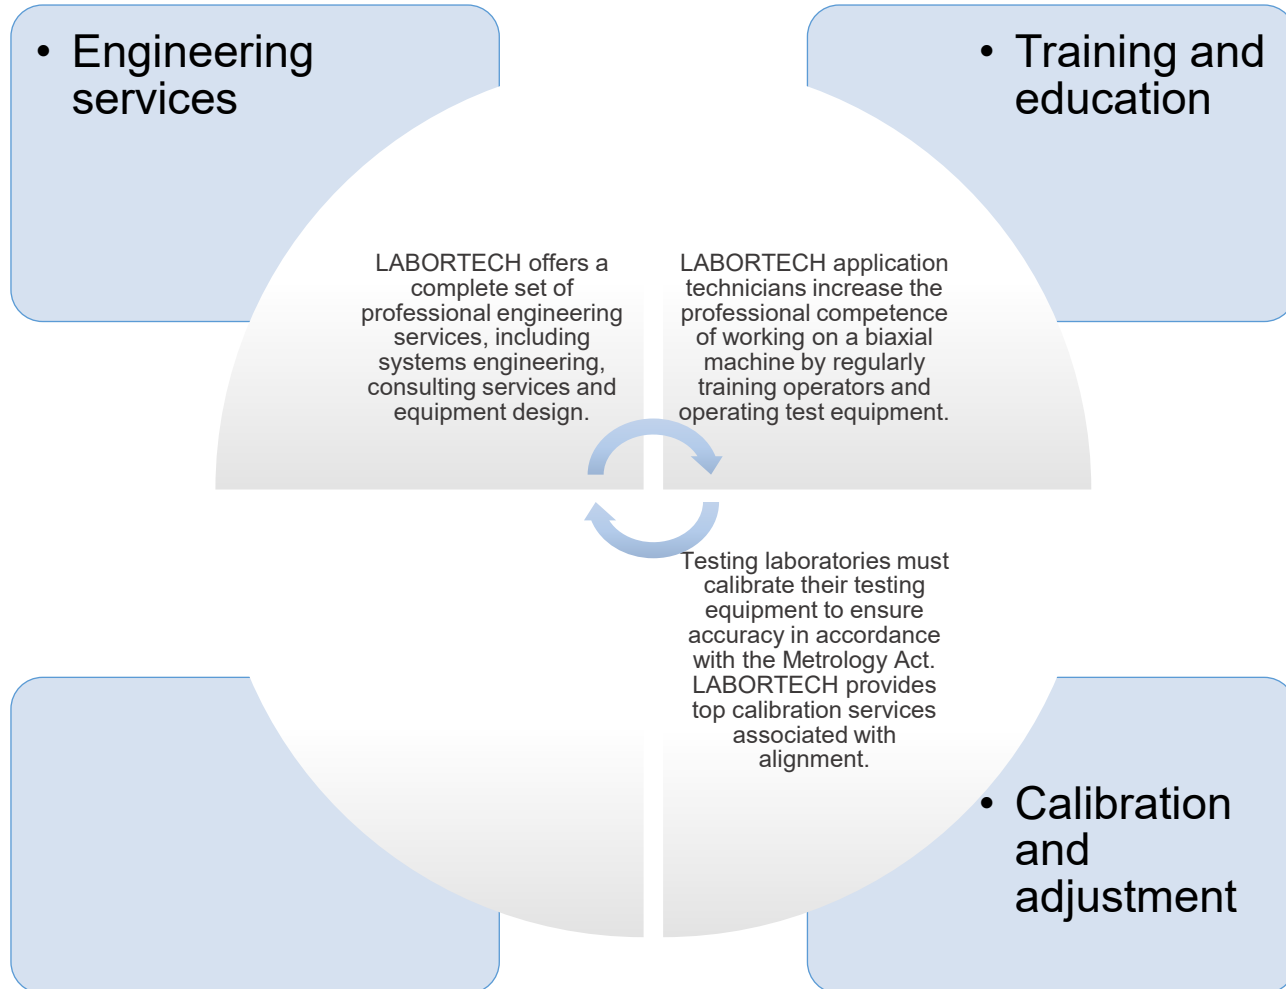 • Engineering
services
• Training and
education
LABORTECH offers a
complete set of
professional engineering
services, including
systems engineering,
consulting services and
equipment design.
LABORTECH application
technicians increase the
professional competence
of working on a biaxial
machine by regularly
training operators and
operating test equipment.
Testing laboratories must
calibrate their testing
equipment to ensure
accuracy in accordance
with the Metrology Act.
LABORTECH provides
top calibration services
associated with
alignment.
• Calibration
and
adjustment